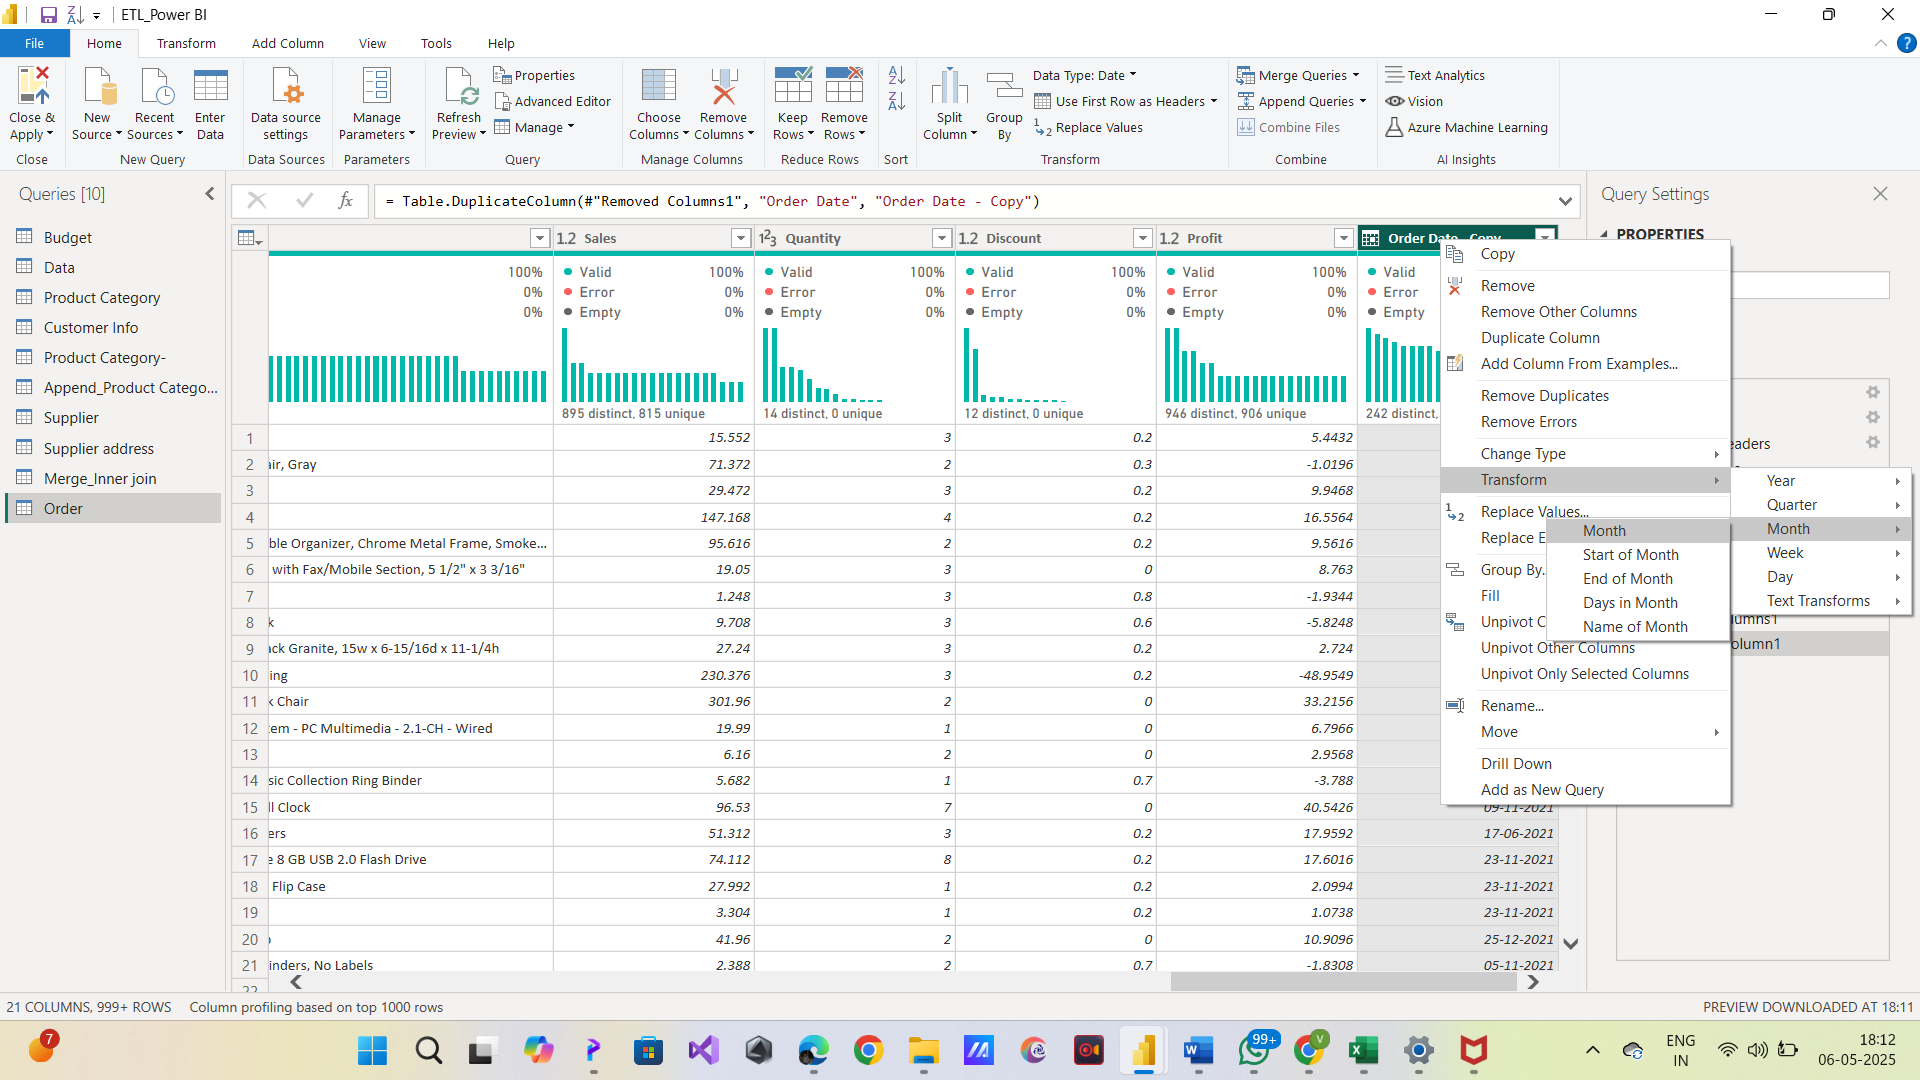 ETL_Power BI
File Home Transform Add Column View Tools Help
Close & Apply
Close
New Source
Recent Sources
Enter Data
New Query
Data source settings
Data Sources
Manage Parameters
Parameters
Refresh Preview
Properties
Advanced Editor
Manage
Query
Choose Columns
Remove Columns
Manage Columns
Keep Rows
Remove Rows
Reduce Rows
Sort
Split Column
Group By
Data Type: Date
Use First Row as Headers
Replace Values
Transform
Merge Queries
Append Queries
Combine Files
Combine
Text Analytics
Vision
Azure Machine Learning
AI Insights
Queries [10]
Budget
Data
Product Category
Customer Info
Product Category-
Append_Product Catego...
Supplier
Supplier address
Merge_Inner join
Order
= Table.DuplicateColumn(#"Removed Columns1", "Order Date", "Order Date - Copy")
1.2 Sales 123 Quantity 1.2 Discount 1.2 Profit Order Date - Copy
100% Valid 100% Valid 100% Valid 100% Valid 100% Valid
0% Error 0% Error 0% Error 0% Error 0% Error
0% Empty 0% Empty 0% Empty 0% Empty 0% Empty
895 distinct, 815 unique 14 distinct, 0 unique 12 distinct, 0 unique 946 distinct, 906 unique 242 distinct,
1 15.552 3 0.2 5.4432
2 air, Gray 71.372 2 0.3 -1.0196
3 29.472 3 0.2 9.9468
4 147.168 4 0.2 16.5564
5 ble Organizer, Chrome Metal Frame, Smoke... 95.616 2 0.2 9.5616
6 with Fax/Mobile Section, 5 1/2" x 3 3/16" 19.05 3 0 8.763
7 1.248 3 0.8 -1.9344
8 k 9.708 3 0.6 -5.8248
9 ack Granite, 15w x 6-15/16d x 11-1/4h 27.24 3 0.2 2.724
10 ing 230.376 3 0.2 -48.9549
11 k Chair 301.96 2 0 33.2156
12 tem - PC Multimedia - 2.1-CH - Wired 19.99 1 0 6.7966
13 6.16 2 0 2.9568
14 sic Collection Ring Binder 5.682 1 0.7 -3.788
15 ll Clock 96.53 7 0 40.5426 09-11-2021
16 ers 51.312 3 0.2 17.9592 17-06-2021
17 e 8 GB USB 2.0 Flash Drive 74.112 8 0.2 17.6016 23-11-2021
18 Flip Case 27.992 1 0.2 2.0994 23-11-2021
19 3.304 1 0.2 1.0738 23-11-2021
20 41.96 2 0 10.9096 25-12-2021
21 inders, No Labels 2.388 2 0.7 -1.8308 05-11-2021
22
Copy
Remove
Remove Other Columns
Duplicate Column
Add Column From Examples...
Remove Duplicates
Remove Errors
Change Type
Transform
Replace Values...
Replace E
Group By..
Fill
Unpivot C
Unpivot Other Columns
Unpivot Only Selected Columns
Rename...
Move
Drill Down
Add as New Query
Year
Quarter
Month
Week
Day
Text Transforms
Month
Start of Month
End of Month
Days in Month
Name of Month
Query Settings
PROPERTIES
eaders
umns1
olumn1
21 COLUMNS, 999+ ROWS Column profiling based on top 1000 rows
PREVIEW DOWNLOADED AT 18:11
7
99+
V
ENG
IN
18:12
06-05-2025